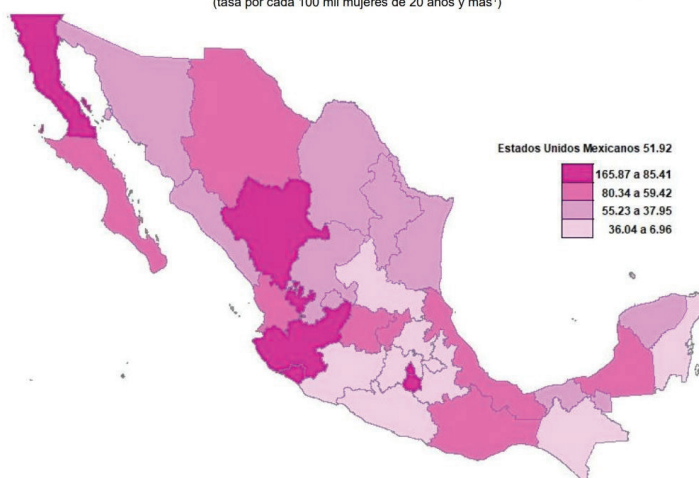 (tasa por cada 100 mil mujeres de 20 años y más¹)
Estados Unidos Mexicanos 51.92
165.87 a 85.41
80.34 a 59.42
55.23 a 37.95
36.04 a 6.96